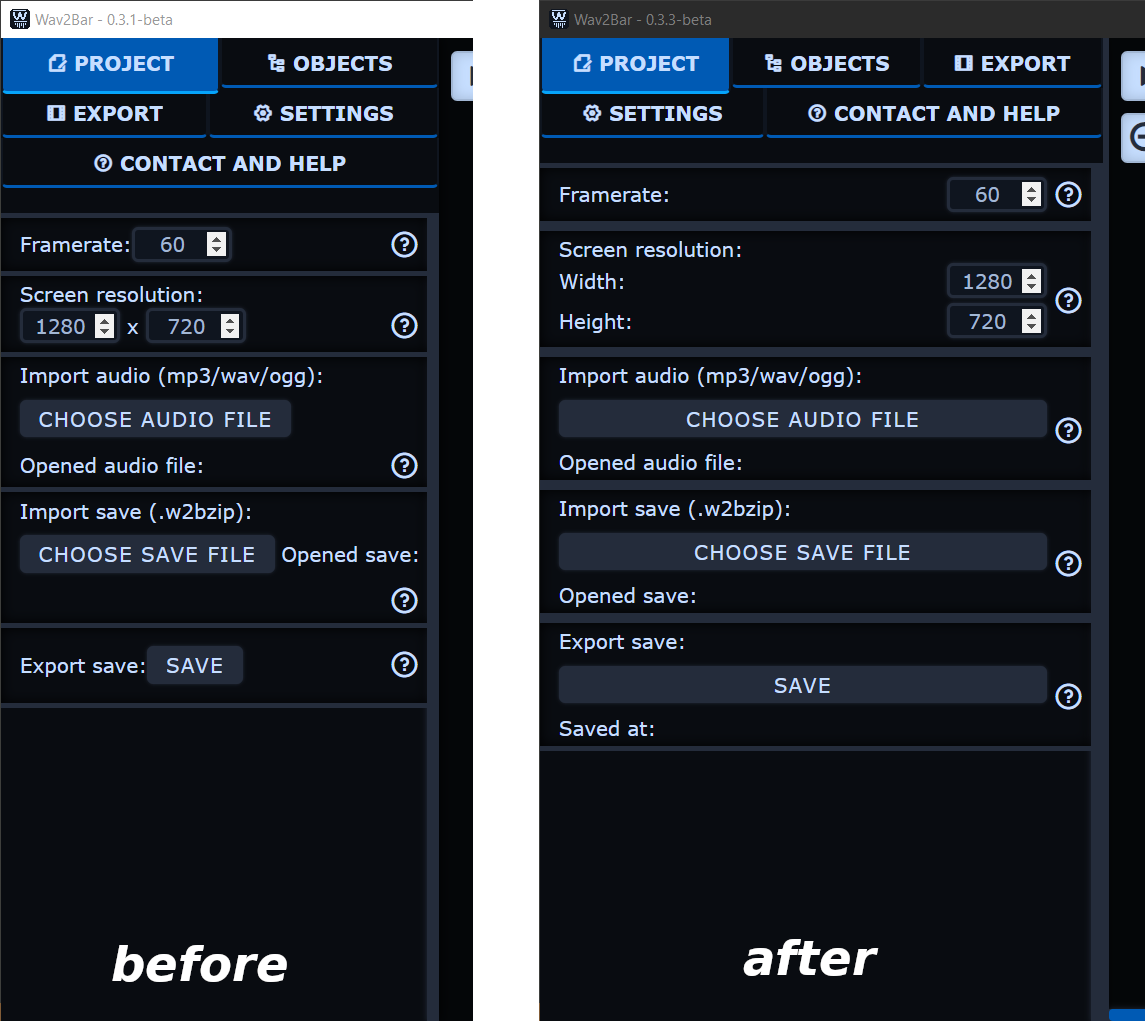 Wav2Bar - 0.3.1-beta
PROJECT OBJECTS
EXPORT SETTINGS
CONTACT AND HELP
Framerate: 60
Screen resolution:
1280 x 720
Import audio (mp3/wav/ogg):
CHOOSE AUDIO FILE
Opened audio file:
Import save (.w2bzip):
CHOOSE SAVE FILE Opened save:
Export save: SAVE
before
Wav2Bar - 0.3.3-beta
PROJECT OBJECTS EXPORT
SETTINGS CONTACT AND HELP
Framerate: 60
Screen resolution:
Width: 1280
Height: 720
Import audio (mp3/wav/ogg):
CHOOSE AUDIO FILE
Opened audio file:
Import save (.w2bzip):
CHOOSE SAVE FILE
Opened save:
Export save:
SAVE
Saved at:
after